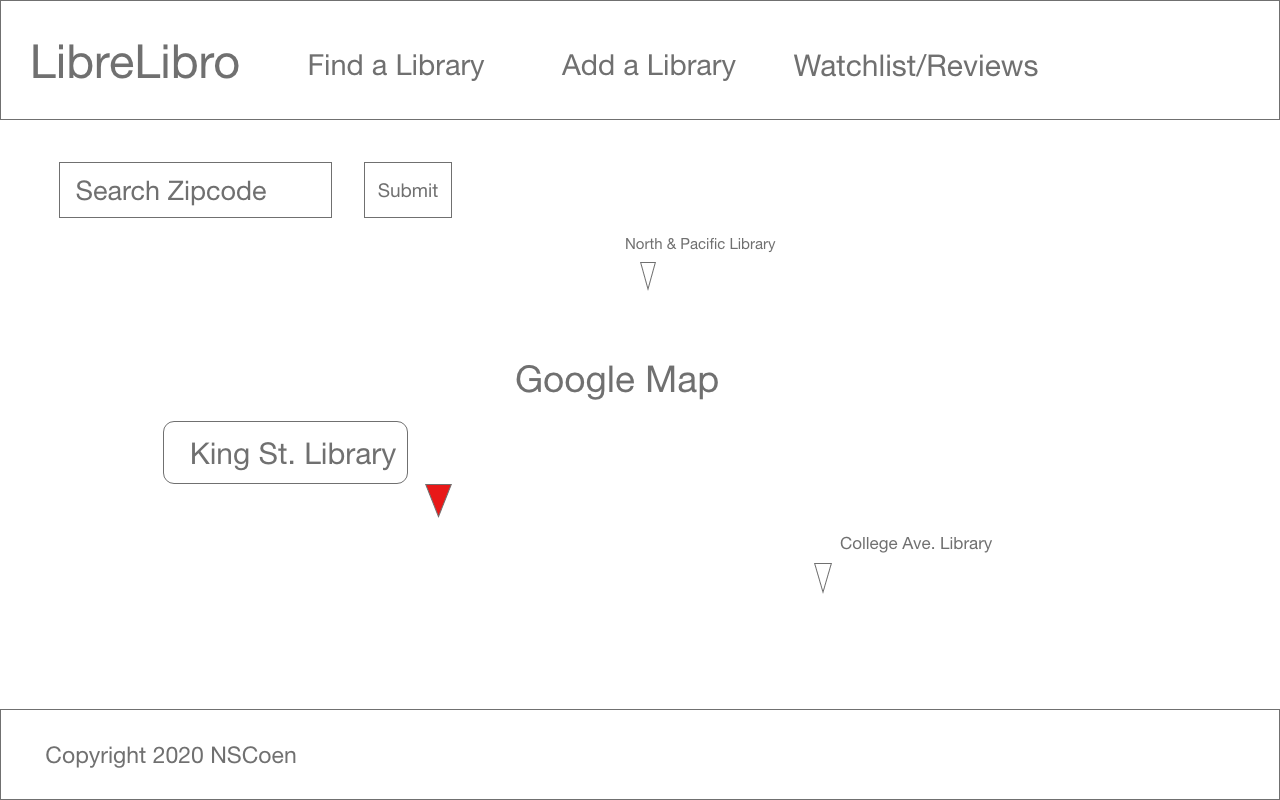 LibreLibro
Find a Library
Add a Library
Watchlist/Reviews
Search Zipcode
Submit
North & Pacific Library
Google Map
King St. Library
College Ave. Library
Copyright 2020 NSCoen